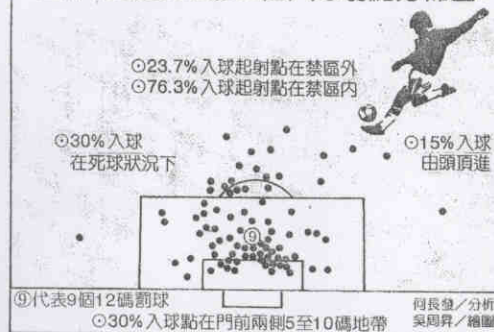 ⊙23.7%入球起射點在禁區外
⊙76.3%入球起射點在禁區內
⊙30%入球
在死球狀況下
⊙15%入球
由頭頂進
⑨
⑨代表9個12碼罰球
⊙30%入球點在門前兩側5至10碼地帶
何長發/分析
吳周昇/繪圖